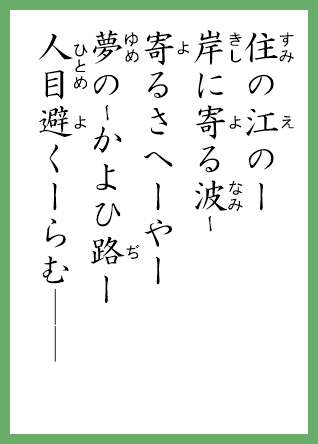 住の江のー
岸に寄る波ー
寄るさへーやー
夢のーかよひ路ー
人目避くーらむ――